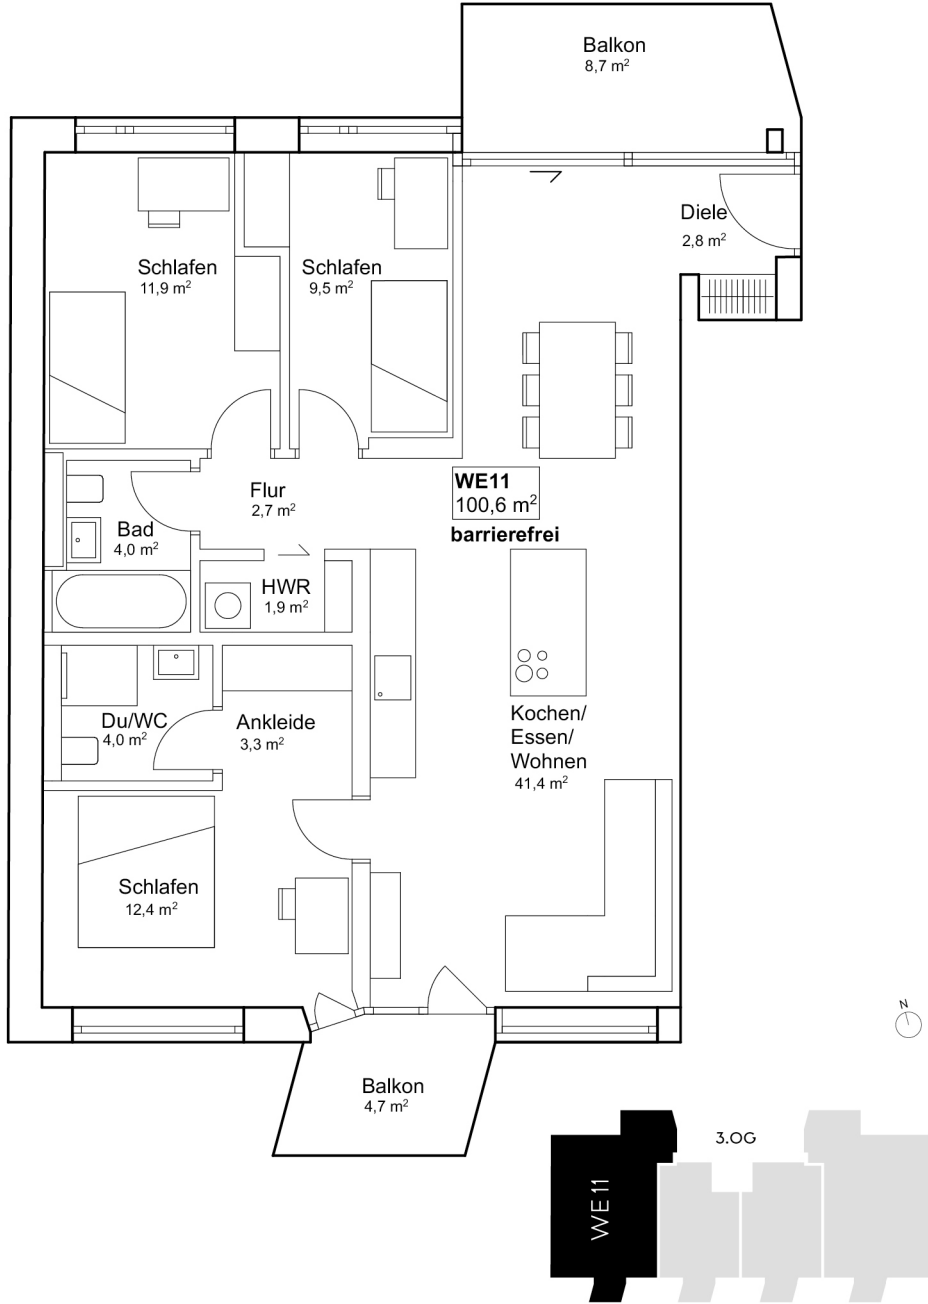 Balkon
8,7 m²
Diele
2,8 m²
Schlafen
11,9 m²
Schlafen
9,5 m²
WE11
100,6 m²
barrierefrei
Flur
2,7 m²
Bad
4,0 m²
HWR
1,9 m²
Du/WC
4,0 m²
Ankleide
3,3 m²
Kochen/
Essen/
Wohnen
41,4 m²
Schlafen
12,4 m²
Balkon
4,7 m²
N
3.OG
WE11